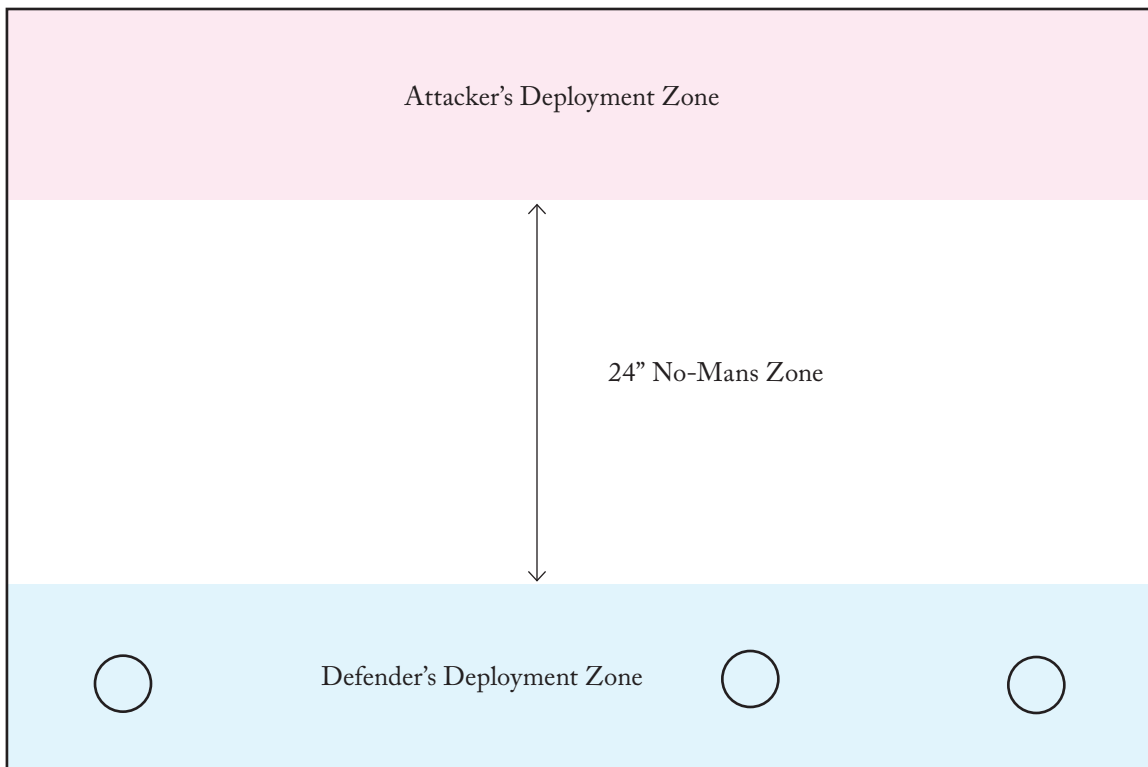 Attacker’s Deployment Zone
24” No-Mans Zone
Defender’s Deployment Zone